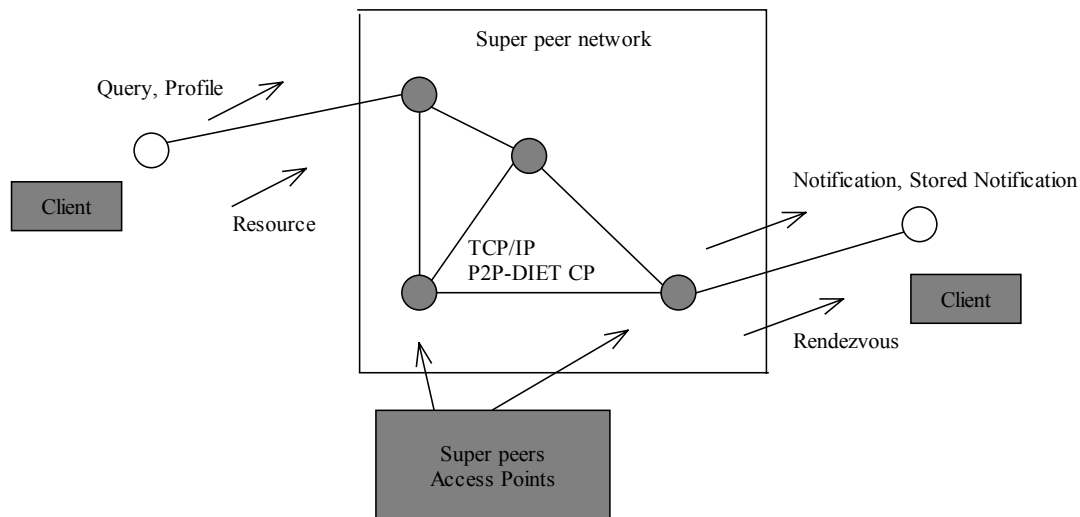 Super peer network
Query, Profile
Client
Resource
TCP/IP
P2P-DIET CP
Notification, Stored Notification
Client
Rendezvous
Super peers
Access Points